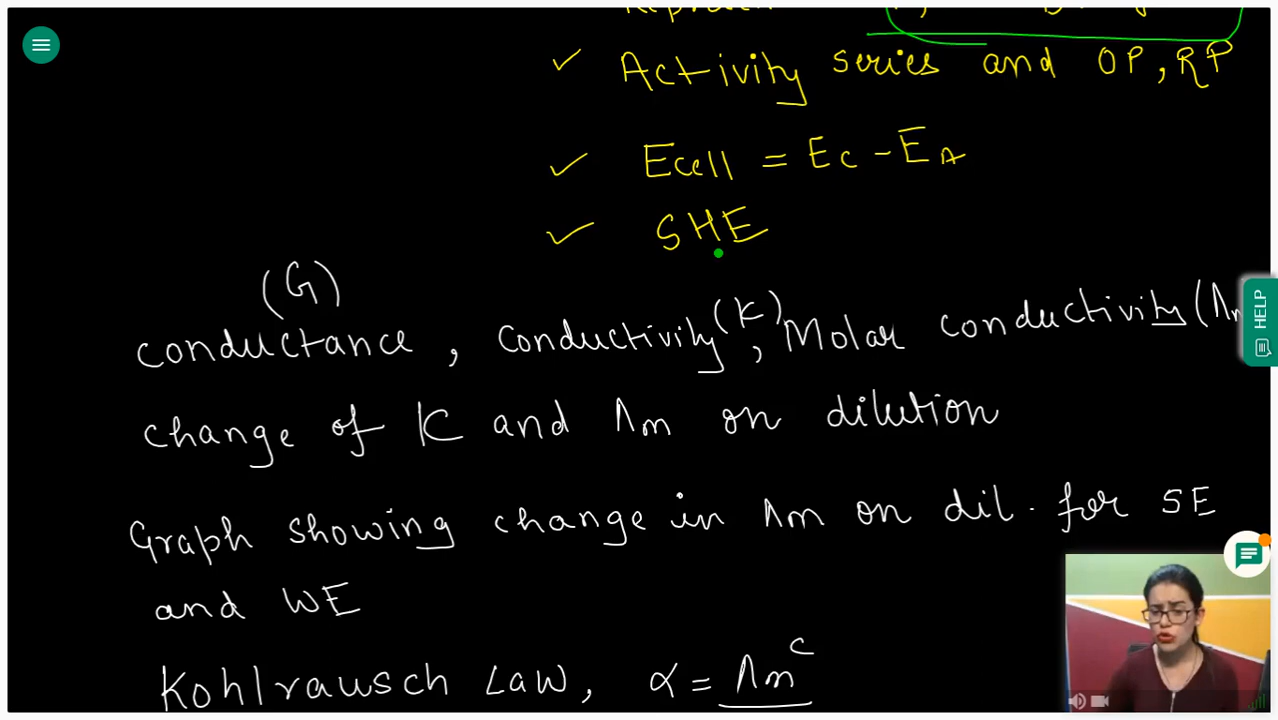 ✓ Activity series and OP, RP
✓ Ecell = Ec - EA
✓ SHE
(G)
conductance, conductivity (K), Molar conductivity (Λm
change of K and Λm on dilution
Graph showing change in Λm on dil. for SE
and WE
Kohlrausch Law, α = Λm^c
HELP